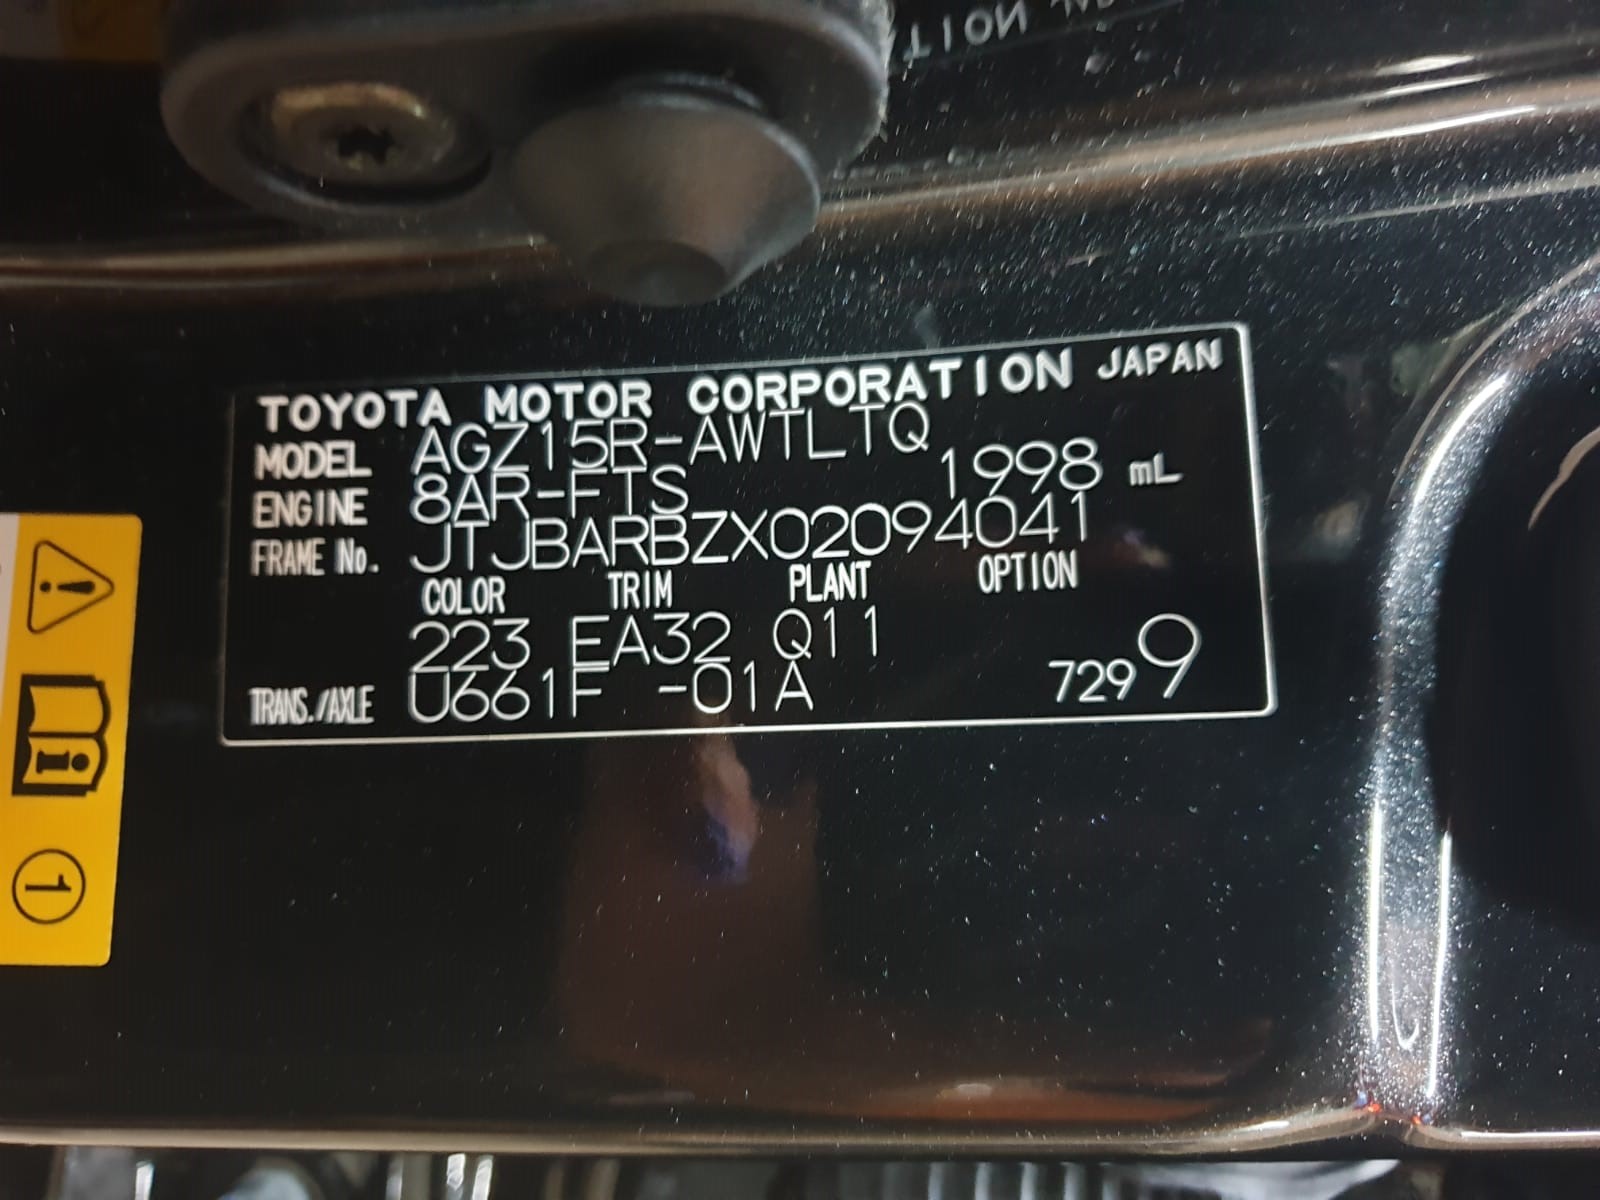 TOYOTA MOTOR CORPORATION JAPAN
MODEL AGZ15R-AWTLTQ
ENGINE 8AR-FTS 1998 mL
FRAME No. JTJBARBZX02094041
COLOR TRIM PLANT OPTION
223 EA32 Q11
TRANS./AXLE U661F -01A 7299
1